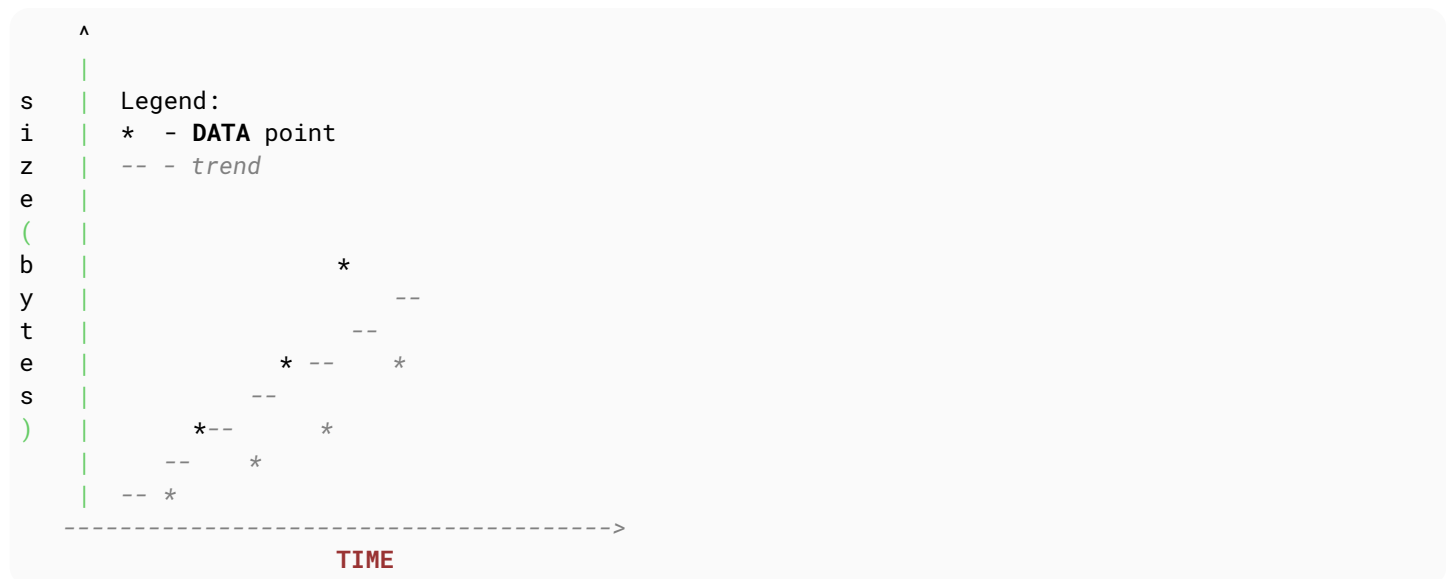 ^
     |
s    |  Legend:
i    |  *  - DATA point
z    |  -- - trend
e    |
(    |
b    |                 *
y    |                     --
t    |                  --
e    |             * --    *
s    |           --
)    |       *--      *
     |     --    *
     |  -- *
   -------------------------------------->
                      TIME